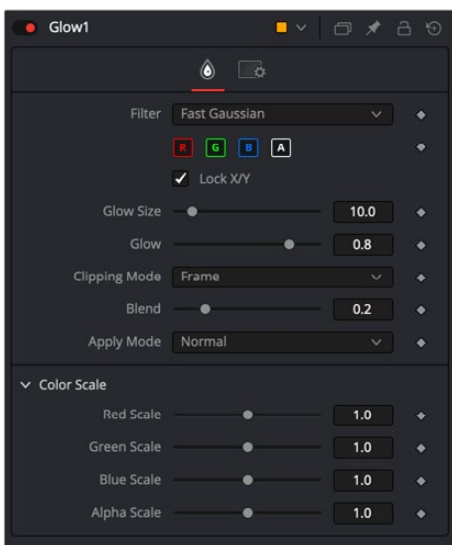 Glow1
Filter Fast Gaussian
R G B A
Lock X/Y
Glow Size 10.0
Glow 0.8
Clipping Mode Frame
Blend 0.2
Apply Mode Normal
Color Scale
Red Scale 1.0
Green Scale 1.0
Blue Scale 1.0
Alpha Scale 1.0